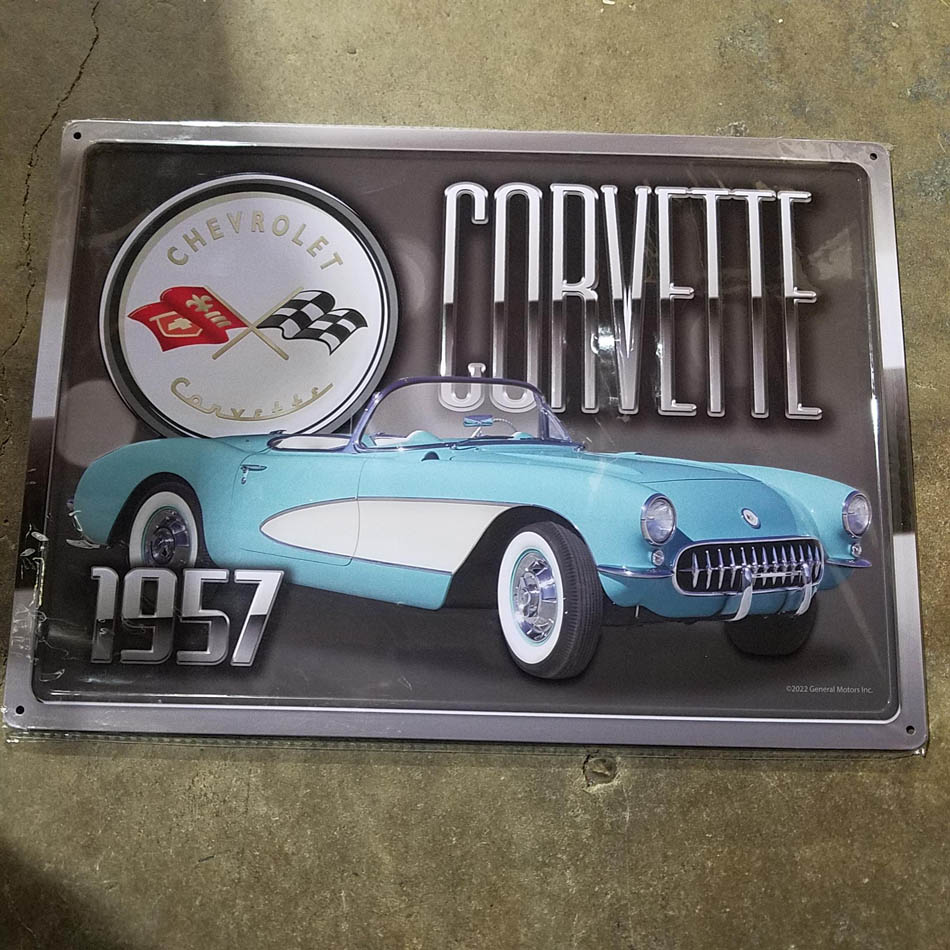 CHEVROLET
Corvette
CORVETTE
1957
©2022 General Motors Inc.